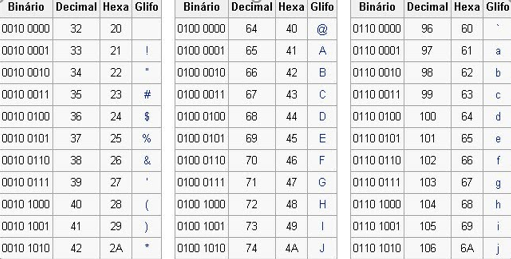 Binário Decimal Hexa Glifo Binário Decimal Hexa Glifo Binário Decimal Hexa Glifo
0010 0000 32 20 0100 0000 64 40 @ 0110 0000 96 60 `
0010 0001 33 21 ! 0100 0001 65 41 A 0110 0001 97 61 a
0010 0010 34 22 " 0100 0010 66 42 B 0110 0010 98 62 b
0010 0011 35 23 # 0100 0011 67 43 C 0110 0011 99 63 c
0010 0100 36 24 $ 0100 0100 68 44 D 0110 0100 100 64 d
0010 0101 37 25 % 0100 0101 69 45 E 0110 0101 101 65 e
0010 0110 38 26 & 0100 0110 70 46 F 0110 0110 102 66 f
0010 0111 39 27 ' 0100 0111 71 47 G 0110 0111 103 67 g
0010 1000 40 28 ( 0100 1000 72 48 H 0110 1000 104 68 h
0010 1001 41 29 ) 0100 1001 73 49 I 0110 1001 105 69 i
0010 1010 42 2A * 0100 1010 74 4A J 0110 1010 106 6A j